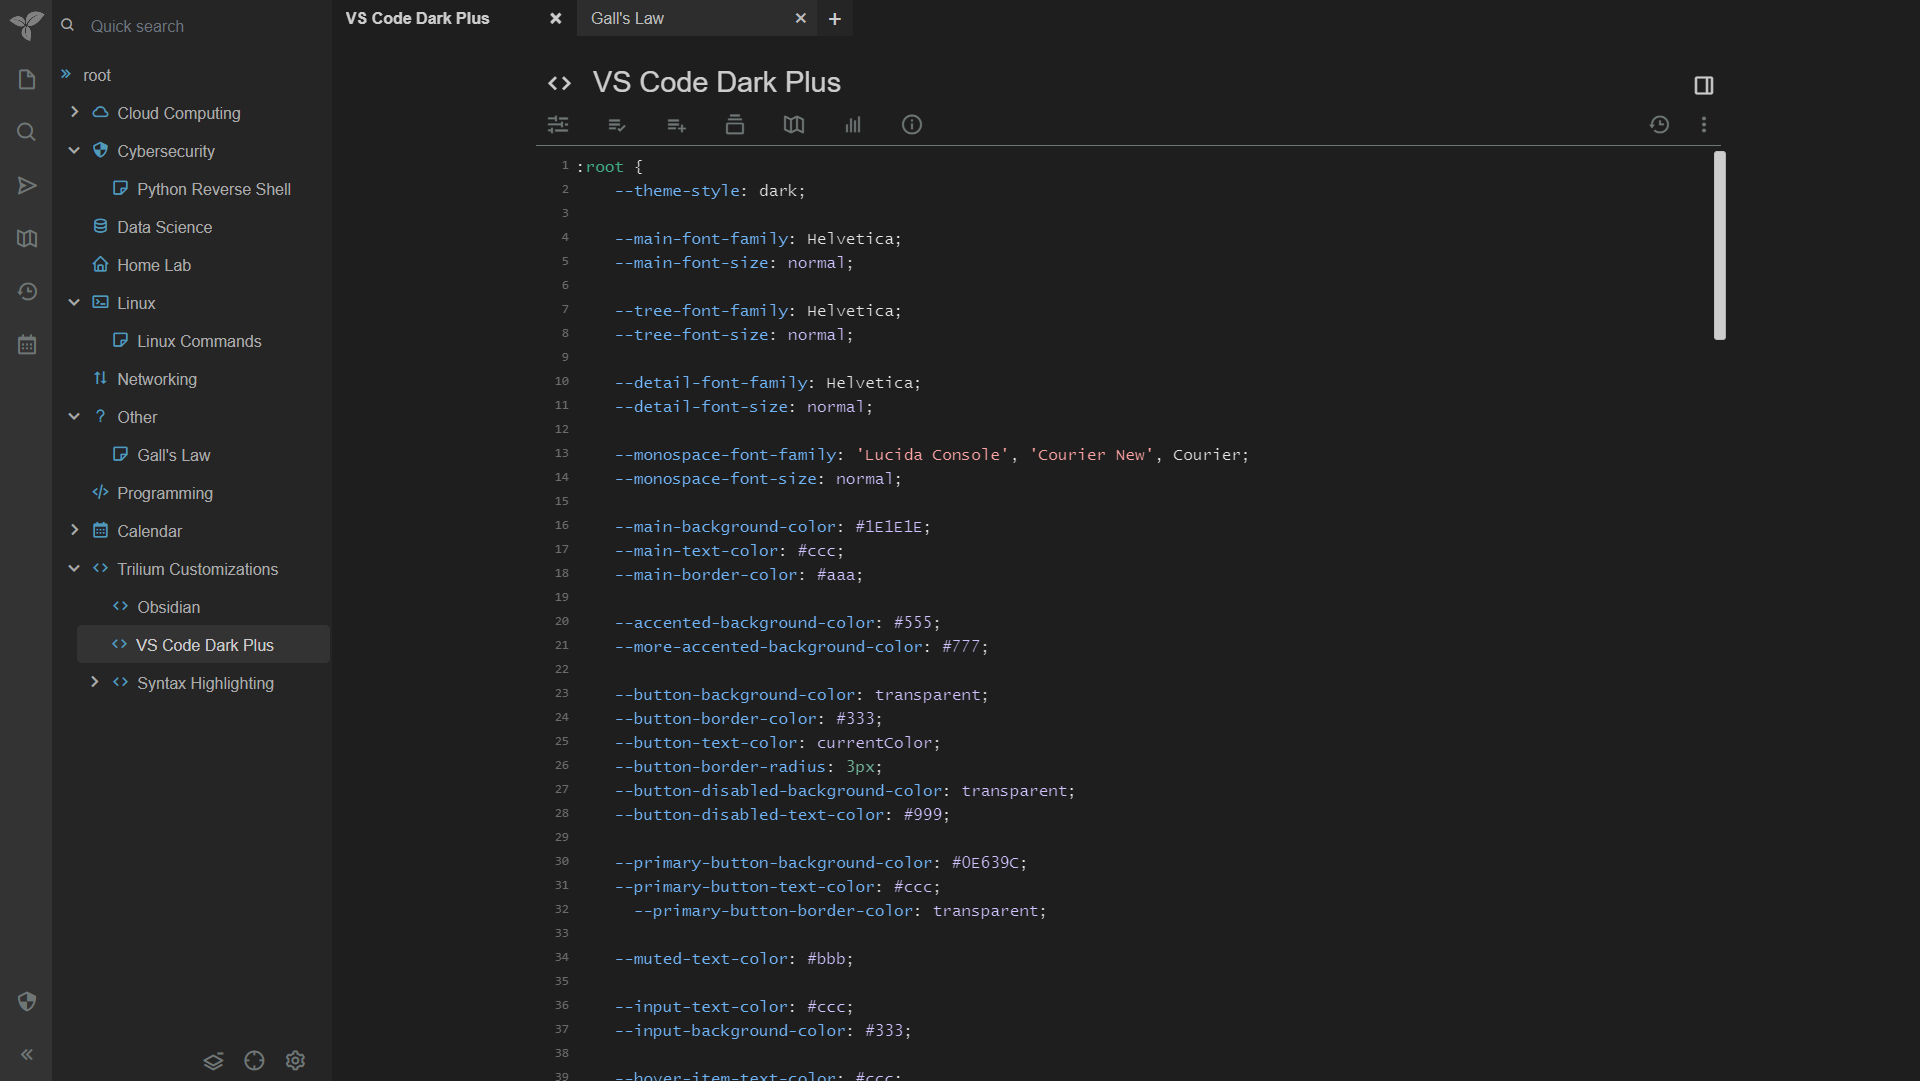 Quick search
root
Cloud Computing
Cybersecurity
Python Reverse Shell
Data Science
Home Lab
Linux
Linux Commands
Networking
? Other
Gall's Law
Programming
Calendar
Trilium Customizations
Obsidian
VS Code Dark Plus
Syntax Highlighting
VS Code Dark Plus
Gall's Law
VS Code Dark Plus
1 :root {
2 --theme-style: dark;
3
4 --main-font-family: Helvetica;
5 --main-font-size: normal;
6
7 --tree-font-family: Helvetica;
8 --tree-font-size: normal;
9
10 --detail-font-family: Helvetica;
11 --detail-font-size: normal;
12
13 --monospace-font-family: 'Lucida Console', 'Courier New', Courier;
14 --monospace-font-size: normal;
15
16 --main-background-color: #1E1E1E;
17 --main-text-color: #ccc;
18 --main-border-color: #aaa;
19
20 --accented-background-color: #555;
21 --more-accented-background-color: #777;
22
23 --button-background-color: transparent;
24 --button-border-color: #333;
25 --button-text-color: currentColor;
26 --button-border-radius: 3px;
27 --button-disabled-background-color: transparent;
28 --button-disabled-text-color: #999;
29
30 --primary-button-background-color: #0E639C;
31 --primary-button-text-color: #ccc;
32 --primary-button-border-color: transparent;
33
34 --muted-text-color: #bbb;
35
36 --input-text-color: #ccc;
37 --input-background-color: #333;
38
39 --hover-item-text-color: #ccc;